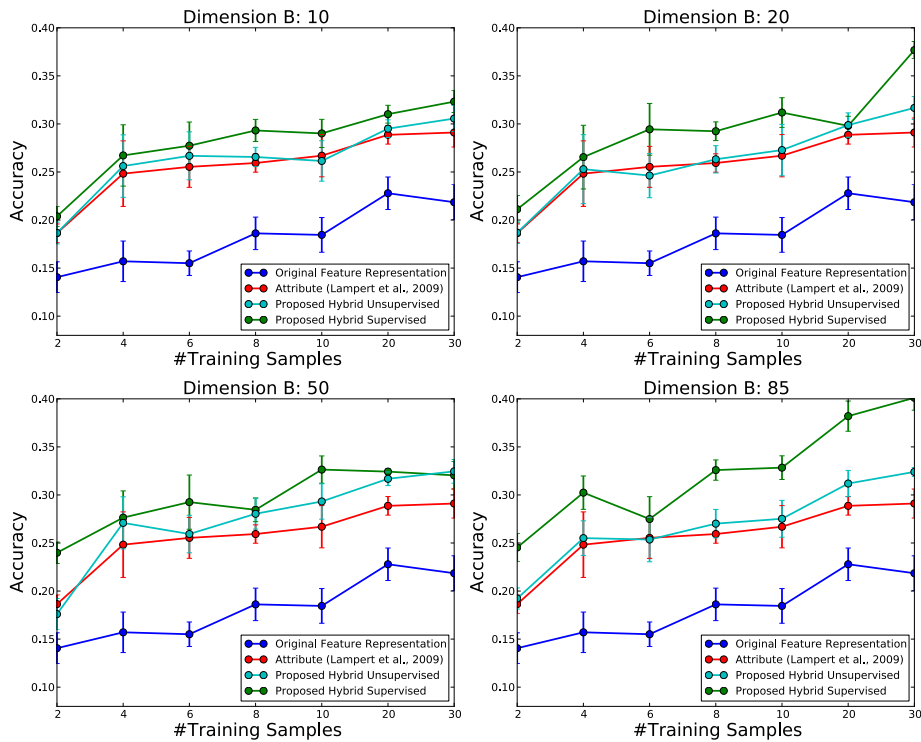 Dimension B: 10
0.40
0.35
0.30
0.25
0.20
0.15
0.10
Accuracy
2 4 6 8 10 20 30
#Training Samples
Original Feature Representation
Attribute (Lampert et al., 2009)
Proposed Hybrid Unsupervised
Proposed Hybrid Supervised
Dimension B: 20
0.40
0.35
0.30
0.25
0.20
0.15
0.10
Accuracy
2 4 6 8 10 20 30
#Training Samples
Original Feature Representation
Attribute (Lampert et al., 2009)
Proposed Hybrid Unsupervised
Proposed Hybrid Supervised
Dimension B: 50
0.40
0.35
0.30
0.25
0.20
0.15
0.10
Accuracy
2 4 6 8 10 20 30
#Training Samples
Original Feature Representation
Attribute (Lampert et al., 2009)
Proposed Hybrid Unsupervised
Proposed Hybrid Supervised
Dimension B: 85
0.40
0.35
0.30
0.25
0.20
0.15
0.10
Accuracy
2 4 6 8 10 20 30
#Training Samples
Original Feature Representation
Attribute (Lampert et al., 2009)
Proposed Hybrid Unsupervised
Proposed Hybrid Supervised